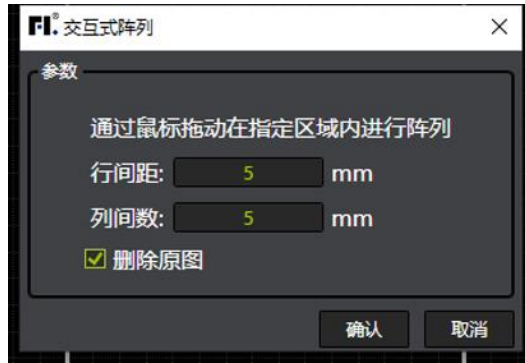 FI.® 交互式阵列
参数
通过鼠标拖动在指定区域内进行阵列
行间距: 5 mm
列间数: 5 mm
删除原图
确认 取消